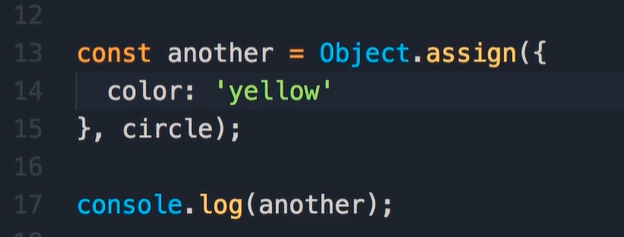 12
13 const another = Object.assign({
14   color: 'yellow'
15 }, circle);
16
17 console.log(another);